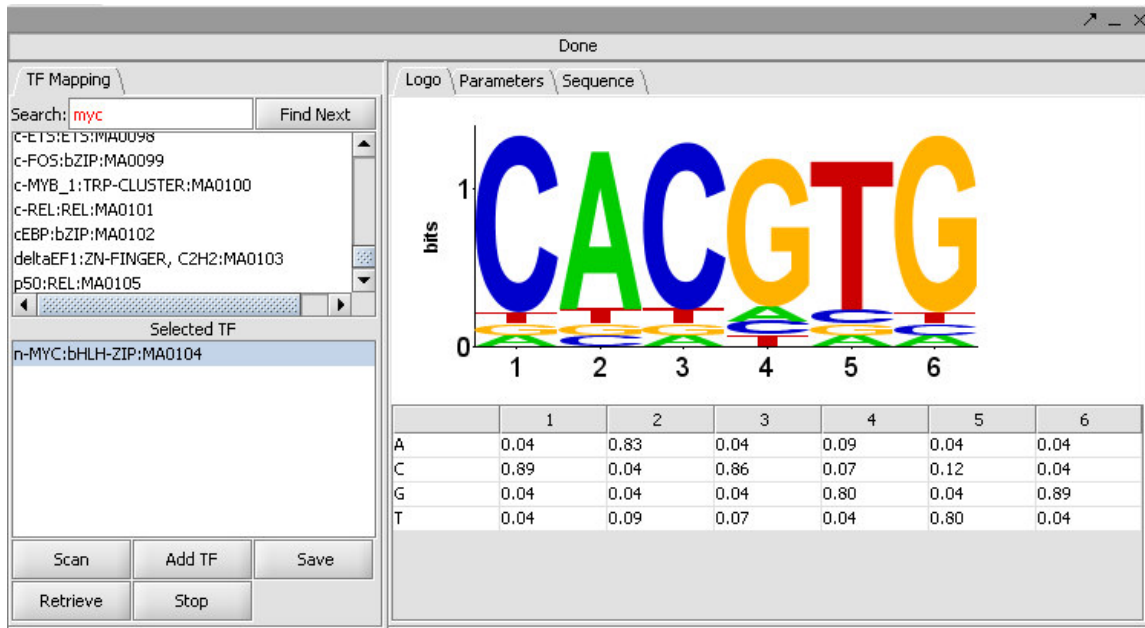 Done
TF Mapping
Search: myc Find Next
c-ETS:ETS:MA0098
c-FOS:bZIP:MA0099
c-MYB_1:TRP-CLUSTER:MA0100
c-REL:REL:MA0101
cEBP:bZIP:MA0102
deltaEF1:ZN-FINGER, C2H2:MA0103
p50:REL:MA0105
Selected TF
n-MYC:bHLH-ZIP:MA0104
Scan Add TF Save
Retrieve Stop
Logo Parameters Sequence
bits
1
0
CACGTG
TTTACT
GGGCGC
ACATAA
1 2 3 4 5 6
1 2 3 4 5 6
A 0.04 0.83 0.04 0.09 0.04 0.04
C 0.89 0.04 0.86 0.07 0.12 0.04
G 0.04 0.04 0.04 0.80 0.04 0.89
T 0.04 0.09 0.07 0.04 0.80 0.04